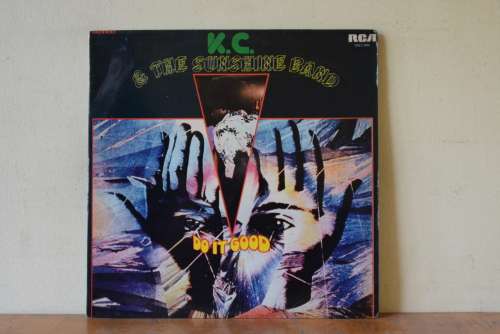 K.C.
RCA
& THE SUNSHINE BAND
DO IT GOOD